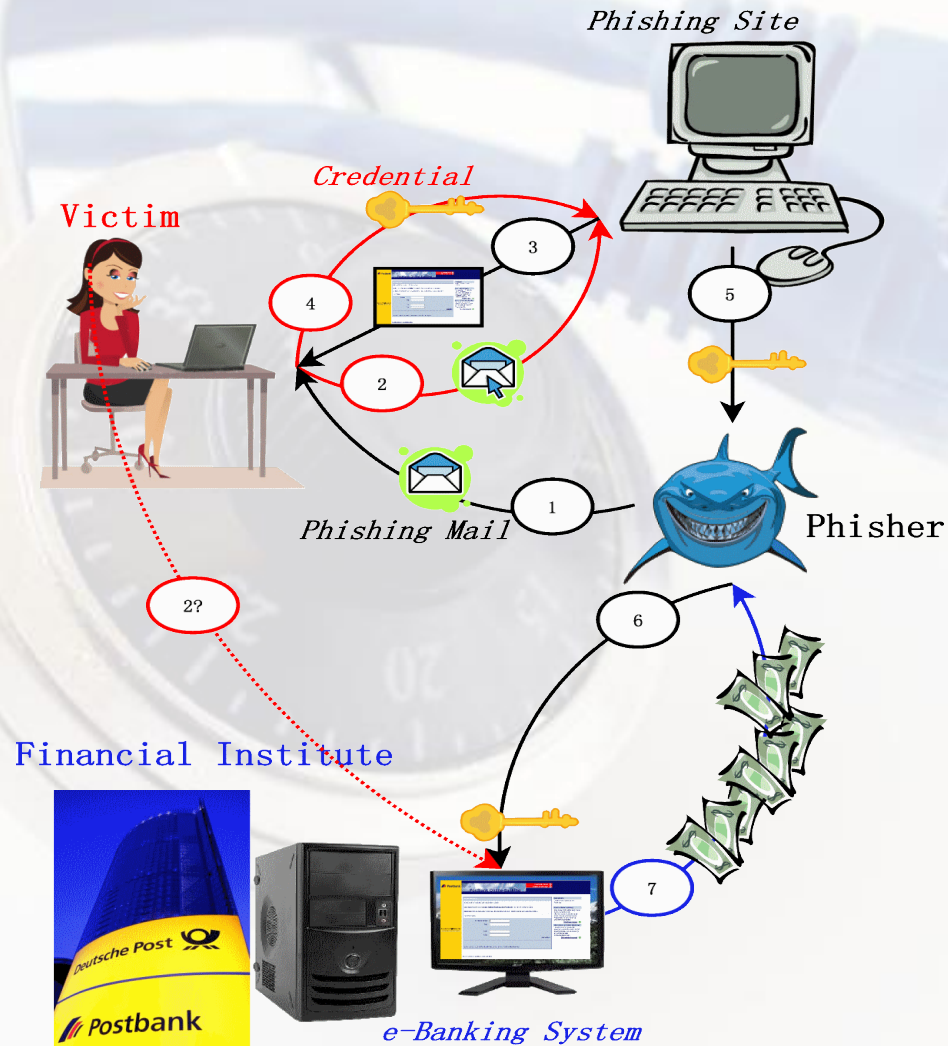 Phishing Site
Credential
Victim
3
4
5
2
Phishing Mail
1
Phisher
2?
6
Financial Institute
7
Deutsche Post
Postbank
Postbank
e-Banking System